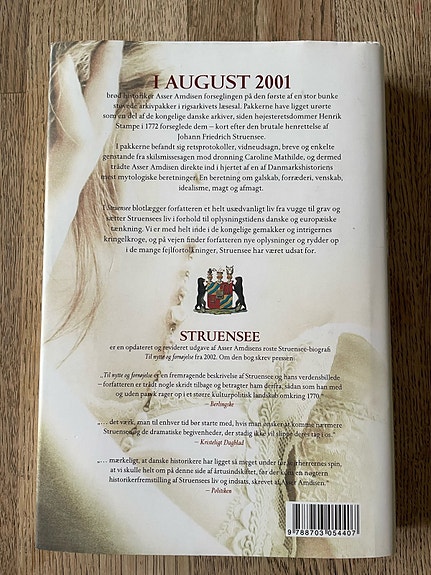 I AUGUST 2001
brød historiker Asser Amdisen forseglingen på den første af en stor bunke
støvede arkivpakker i rigsarkivets læsesal. Pakkerne have ligget urørte
som en del af de kongelige danske arkiver, siden højesteretsdommer Henrik
Stampe i 1772 forseglede dem – kort efter den brutale henrettelse af
Johann Friedrich Struensee.
I pakkerne befandt sig retsprotokoller, vidneudsagn, breve og enkelte
genstande fra skilsmissesagen mod dronning Caroline Mathilde, og dermed
trådte Asser Amdisen direkte ind i hjertet af en af Danmarkshistoriens
mest mytologiske beretninger. En beretning om galskab, forræderi, venskab,
idealisme, magt og afmagt.
I Struensee blotlægger forfatteren et helt usædvanligt liv fra vugge til grav og
sætter Struensees liv i forhold til oplysningstidens danske og europæiske
tænkning. Vi er med helt inde i de kongelige gemakker og intrigernes
kringelkroge, og på vejen finder forfatteren nye oplysninger og rydder op
i de mange fejlfortolkninger, Struensee har været udsat for.
STRUENSEE
er en opdateret og revideret udgave af Asser Amdisens roste Struensee-biografi
Til nytte og fornøjelse fra 2002. Om den bog skrev pressen:
„Til nytte og fornøjelse er en fremragende beskrivelse af Struensee og hans verdensbillede
– forfatteren er trådt nogle skridt tilbage og betragter ham derfra, sådan som han med
og uden paryk rager op i et større kulturpolitisk landskab omkring 1770."
– Berlingske
„… det værk, man til enhver tid bør starte med, hvis man ønsker at komme nærmere
Struensee og de dramatiske begivenheder, der stadig ikke vil slippe deres tag i os."
– Kristeligt Dagblad
„… mærkeligt, at danske historikere har ligget så meget under for sejrherrernes spin,
at vi skulle helt om på denne side af årtusindskiftet, før der kom en nøgtern
historikerfremstilling af Struensees liv og indsats, skrevet af Asser Amdisen."
– Politiken
9 788703 054407